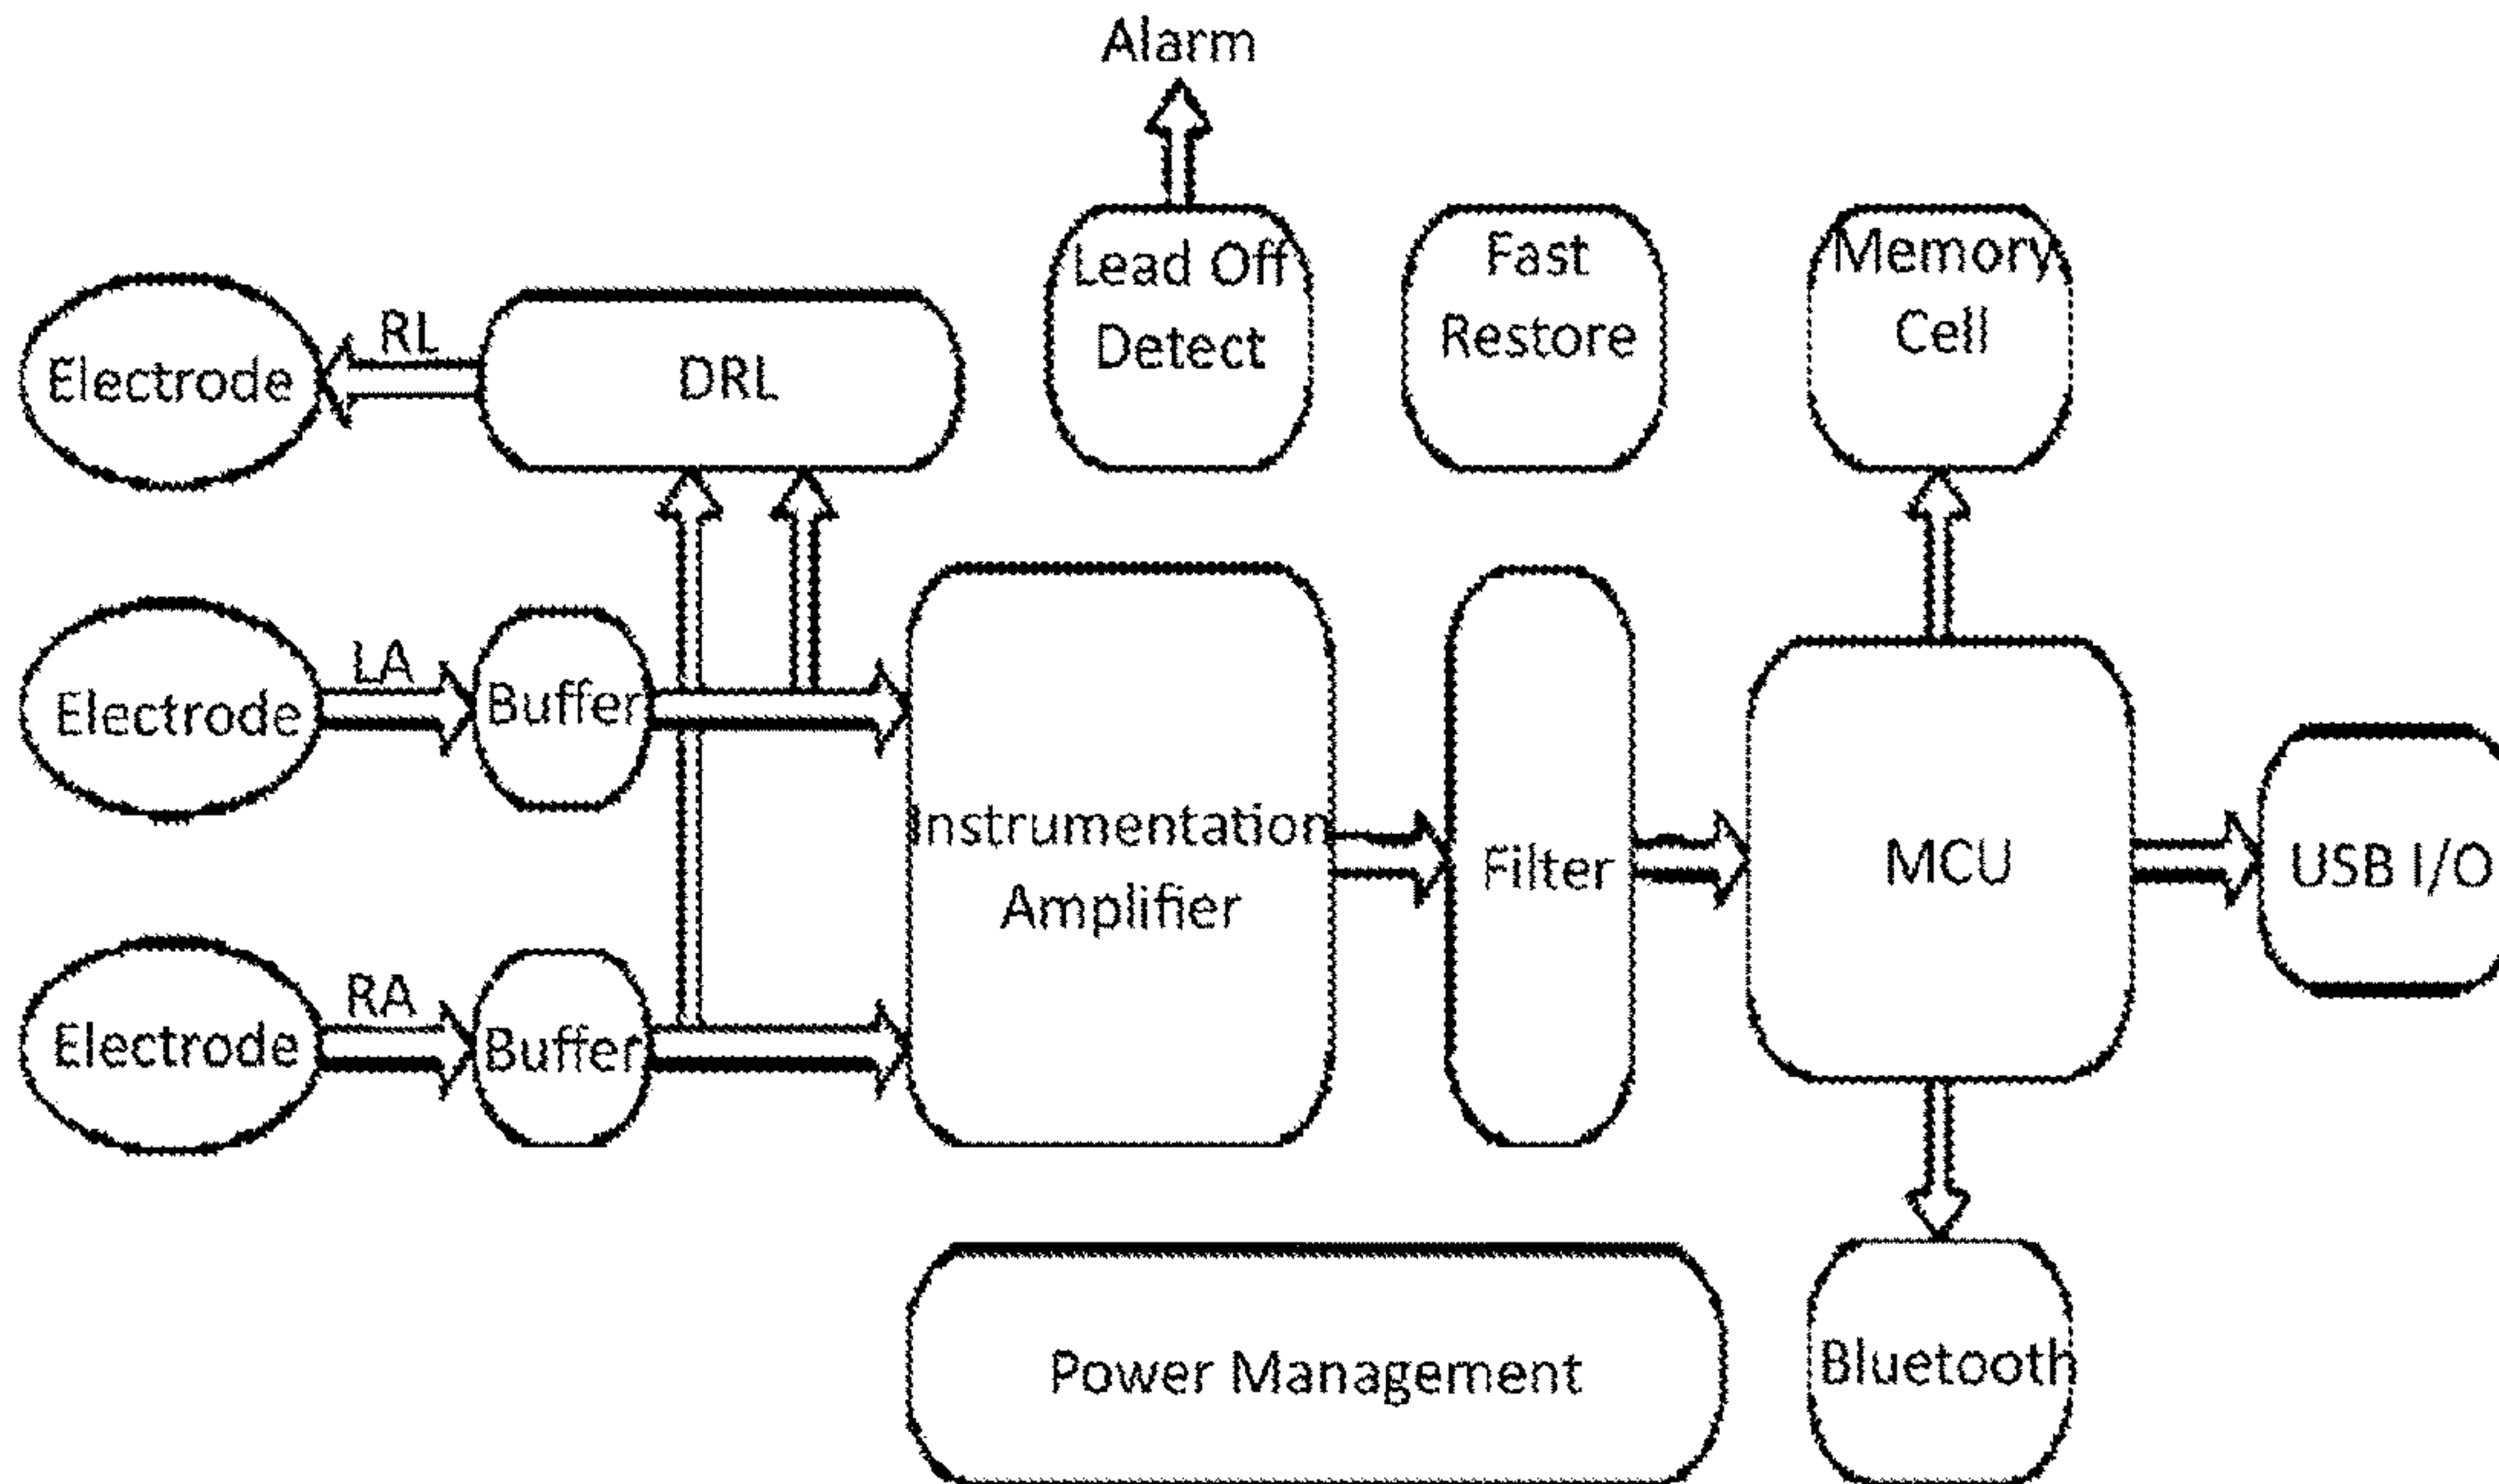 Alarm
Lead Off
Detect
Fast
Restore
Memory
Cell
RL
Electrode
DRL
LA
Electrode
Buffer
Instrumentation
Amplifier
Filter
MCU
USB I/O
RA
Electrode
Buffer
Power Management
Bluetooth